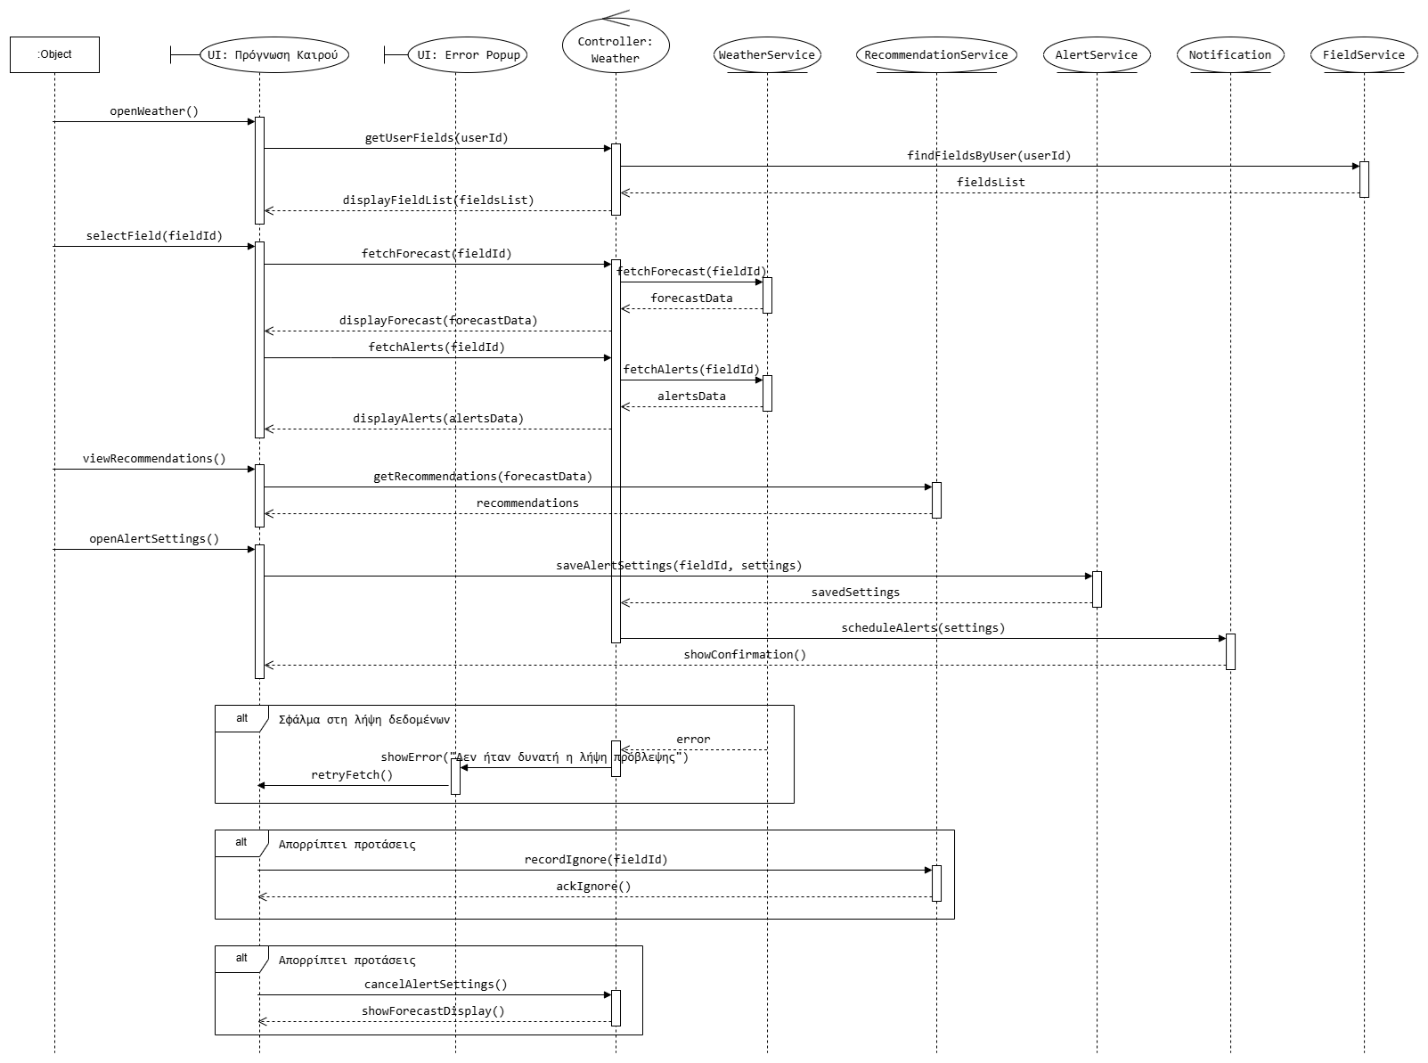 :Object
UI: Πρόγνωση Καιρού
UI: Error Popup
Controller:
Weather
WeatherService
RecommendationService
AlertService
Notification
FieldService
openWeather()
getUserFields(userId)
findFieldsByUser(userId)
fieldsList
displayFieldList(fieldsList)
selectField(fieldId)
fetchForecast(fieldId)
fetchForecast(fieldId)
forecastData
displayForecast(forecastData)
fetchAlerts(fieldId)
fetchAlerts(fieldId)
alertsData
displayAlerts(alertsData)
viewRecommendations()
getRecommendations(forecastData)
recommendations
openAlertSettings()
saveAlertSettings(fieldId, settings)
savedSettings
scheduleAlerts(settings)
showConfirmation()
alt
Σφάλμα στη λήψη δεδομένων
error
showError("Δεν ήταν δυνατή η λήψη πρόβλεψης")
retryFetch()
alt
Απορρίπτει προτάσεις
recordIgnore(fieldId)
ackIgnore()
alt
Απορρίπτει προτάσεις
cancelAlertSettings()
showForecastDisplay()